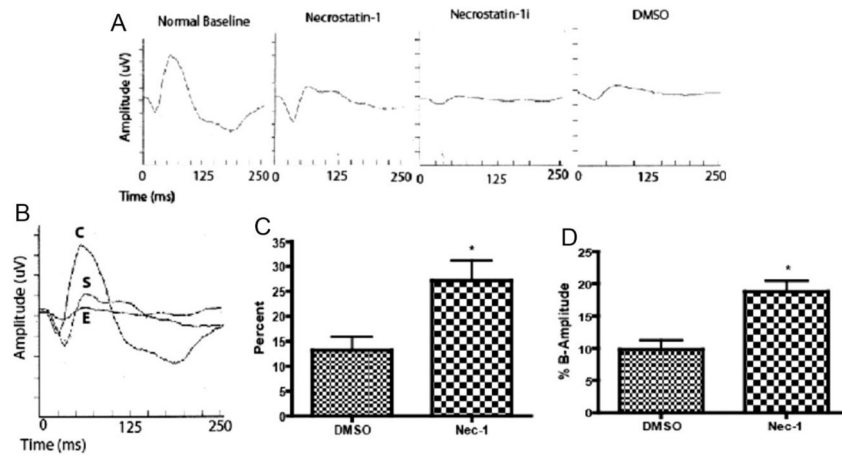 A
Normal Baseline
Necrostatin-1
Necrostatin-1i
DMSO
Amplitude (uV)
0 125 250
0 125 250
0 125 250
0 125 250
Time (ms)
B
C
S
E
Amplitude (uV)
0 125 250
Time (ms)
C
Percent
35
30
25
20
15
10
5
0
*
DMSO Nec-1
D
% B-Amplitude
25
20
15
10
5
0
*
DMSO Nec-1